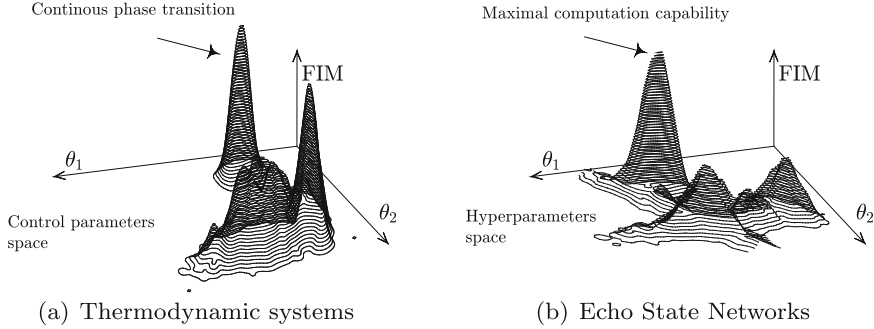 Continous phase transition
FIM
θ1
θ2
Control parameters
space
(a) Thermodynamic systems
Maximal computation capability
FIM
θ1
θ2
Hyperparameters
space
(b) Echo State Networks